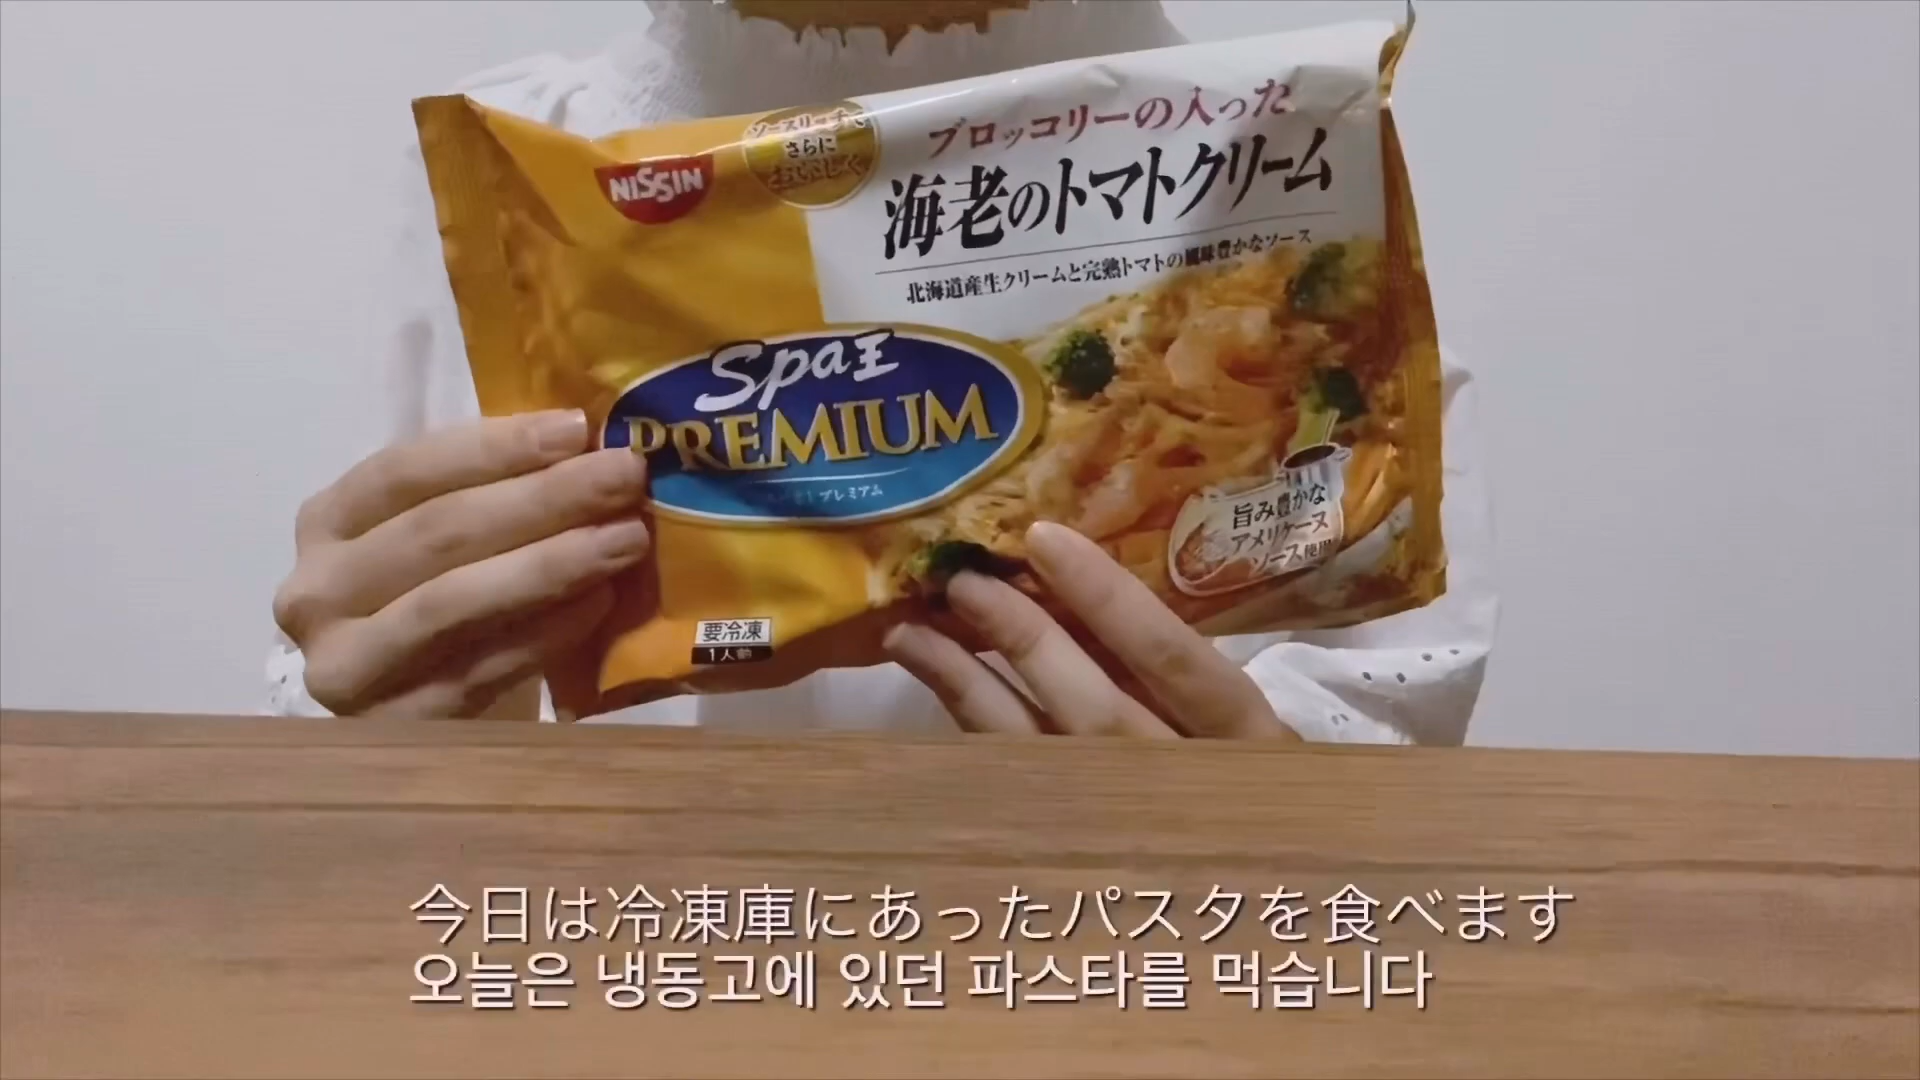 ソースリッチで
さらに
おいしく
NISSIN
ブロッコリーの入った
海老のトマトクリーム
北海道産生クリームと完熟トマトの風味豊かなソース
Spa王
PREMIUM
プレミアム
旨み豊かな
アメリケーヌ
ソース使用
要冷凍
1人前
今日は冷凍庫にあったパスタを食べます
오늘은 냉동고에 있던 파스타를 먹습니다